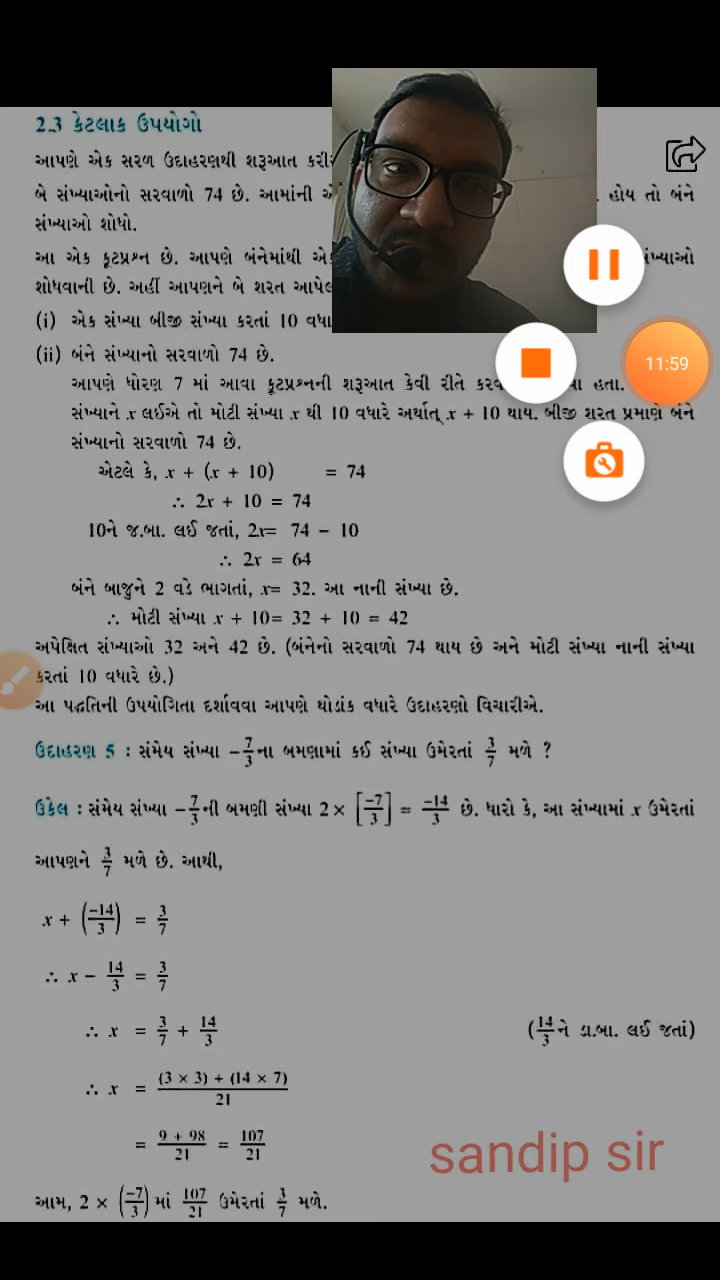 2.3 કેટલાક ઉપયોગો
આપણે એક સરળ ઉદાહરણથી શરૂઆત
બે સંખ્યાઓનો સરવાળો 74 છે. આમાંની હોય તો બંને
સંખ્યાઓ શોધો.
આ એક કૂટપ્રશ્ન છે. આપણે બંનેમાંથી
શોધવાની છે. અહીં આપણને બે શરત
(i) એક સંખ્યા બીજી સંખ્યા કરતાં 10
(ii) બંને સંખ્યાનો સરવાળો 74 છે.
11:59
આપણે ધોરણ 7 માં આવા કૂટપ્રશ્નની શરૂઆત કેવી રીતે હતા.
સંખ્યાને x લઈએ તો મોટી સંખ્યા x થી 10 વધારે અર્થાત્ x + 10 થાય. બીજી શરત પ્રમાણે બંને
સંખ્યાનો સરવાળો 74 છે.
એટલે કે, x + (x + 10) = 74
∴ 2x + 10 = 74
10ને જ.બા. લઈ જતાં, 2x= 74 − 10
∴ 2x = 64
બંને બાજુને 2 વડે ભાગતાં, x= 32. આ નાની સંખ્યા છે.
∴ મોટી સંખ્યા x + 10= 32 + 10 = 42
અપેક્ષિત સંખ્યાઓ 32 અને 42 છે. (બંનેનો સરવાળો 74 થાય છે અને મોટી સંખ્યા નાની સંખ્યા
કરતાં 10 વધારે છે.)
આ પદ્ધતિની ઉપયોગિતા દર્શાવવા આપણે થોડાંક વધારે ઉદાહરણો વિચારીએ.
ઉદાહરણ 5 : સંમેય સંખ્યા −7/3ના બમણામાં કઈ સંખ્યા ઉમેરતાં 3/7 મળે ?
ઉકેલ : સંમેય સંખ્યા −7/3ની બમણી સંખ્યા 2 × [−7/3] = −14/3 છે. ધારો કે, આ સંખ્યામાં x ઉમેરતાં
આપણને 3/7 મળે છે. આથી,
x + (−14/3) = 3/7
∴ x − 14/3 = 3/7
∴ x = 3/7 + 14/3 (14/3ને ડા.બા. લઈ જતાં)
∴ x = (3 × 3) + (14 × 7)/21
= 9 + 98/21 = 107/21
sandip sir
આમ, 2 × (−7/3) માં 107/21 ઉમેરતાં 3/7 મળે.